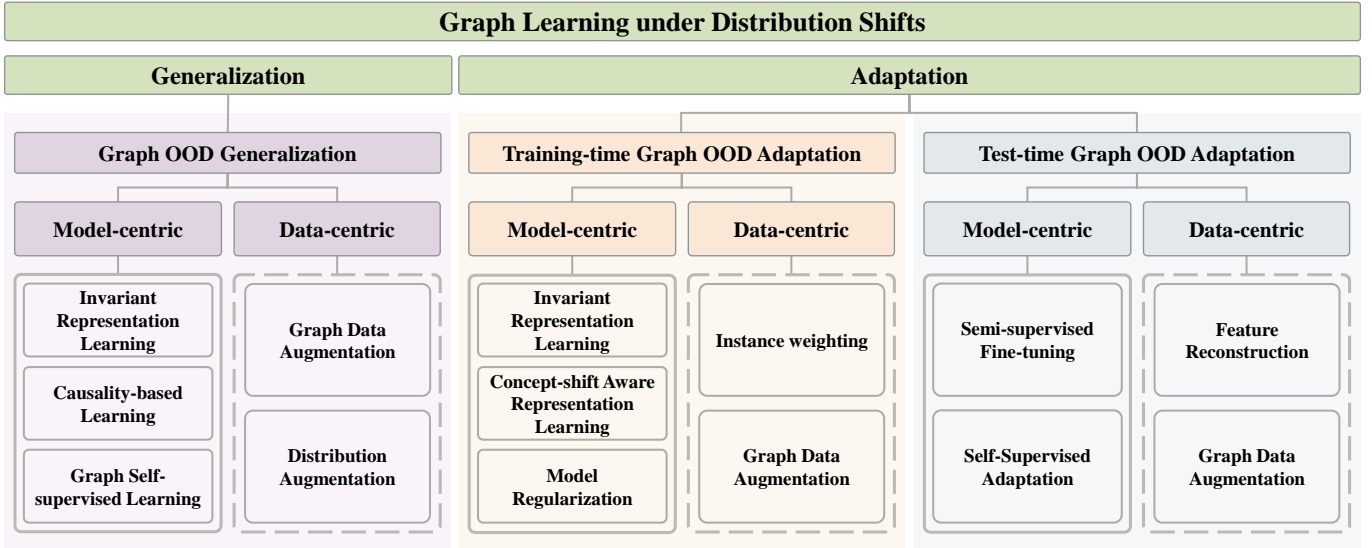 Graph Learning under Distribution Shifts
Generalization
Adaptation
Graph OOD Generalization
Training-time Graph OOD Adaptation
Test-time Graph OOD Adaptation
Model-centric
Data-centric
Model-centric
Data-centric
Model-centric
Data-centric
Invariant
Representation
Learning
Causality-based
Learning
Graph Self-
supervised Learning
Graph Data
Augmentation
Distribution
Augmentation
Invariant
Representation
Learning
Concept-shift Aware
Representation
Learning
Model
Regularization
Instance weighting
Graph Data
Augmentation
Semi-supervised
Fine-tuning
Self-Supervised
Adaptation
Feature
Reconstruction
Graph Data
Augmentation